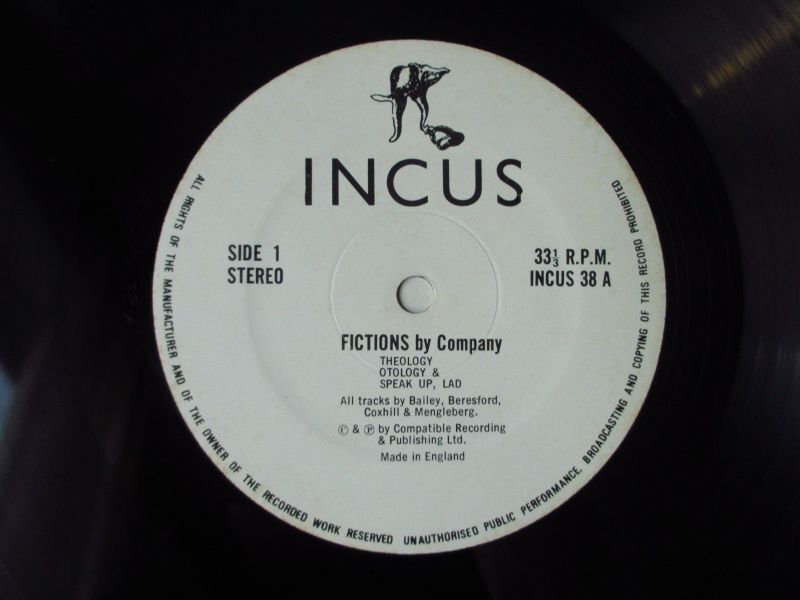 INCUS
SIDE 1
STEREO
33⅓ R.P.M.
INCUS 38 A
FICTIONS by Company
THEOLOGY
OTOLOGY &
SPEAK UP, LAD
All tracks by Bailey, Beresford,
Coxhill & Mengleberg.
© & ℗ by Compatible Recording
& Publishing Ltd.
Made in England
ALL RIGHTS OF THE MANUFACTURER AND OF THE OWNER OF THE RECORDED WORK RESERVED UNAUTHORISED PUBLIC PERFORMANCE, BROADCASTING AND COPYING OF THIS RECORD PROHIBITED